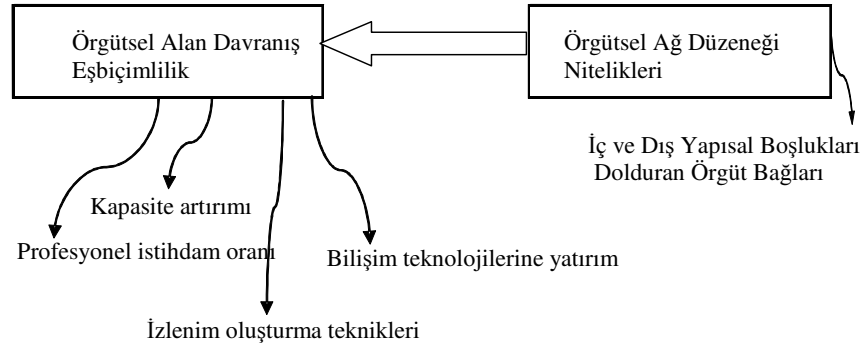 Örgütsel Alan Davranış
Eşbiçimlilik
Örgütsel Ağ Düzeneği
Nitelikleri
İç ve Dış Yapısal Boşlukları
Dolduran Örgüt Bağları
Kapasite artırımı
Profesyonel istihdam oranı
Bilişim teknolojilerine yatırım
İzlenim oluşturma teknikleri